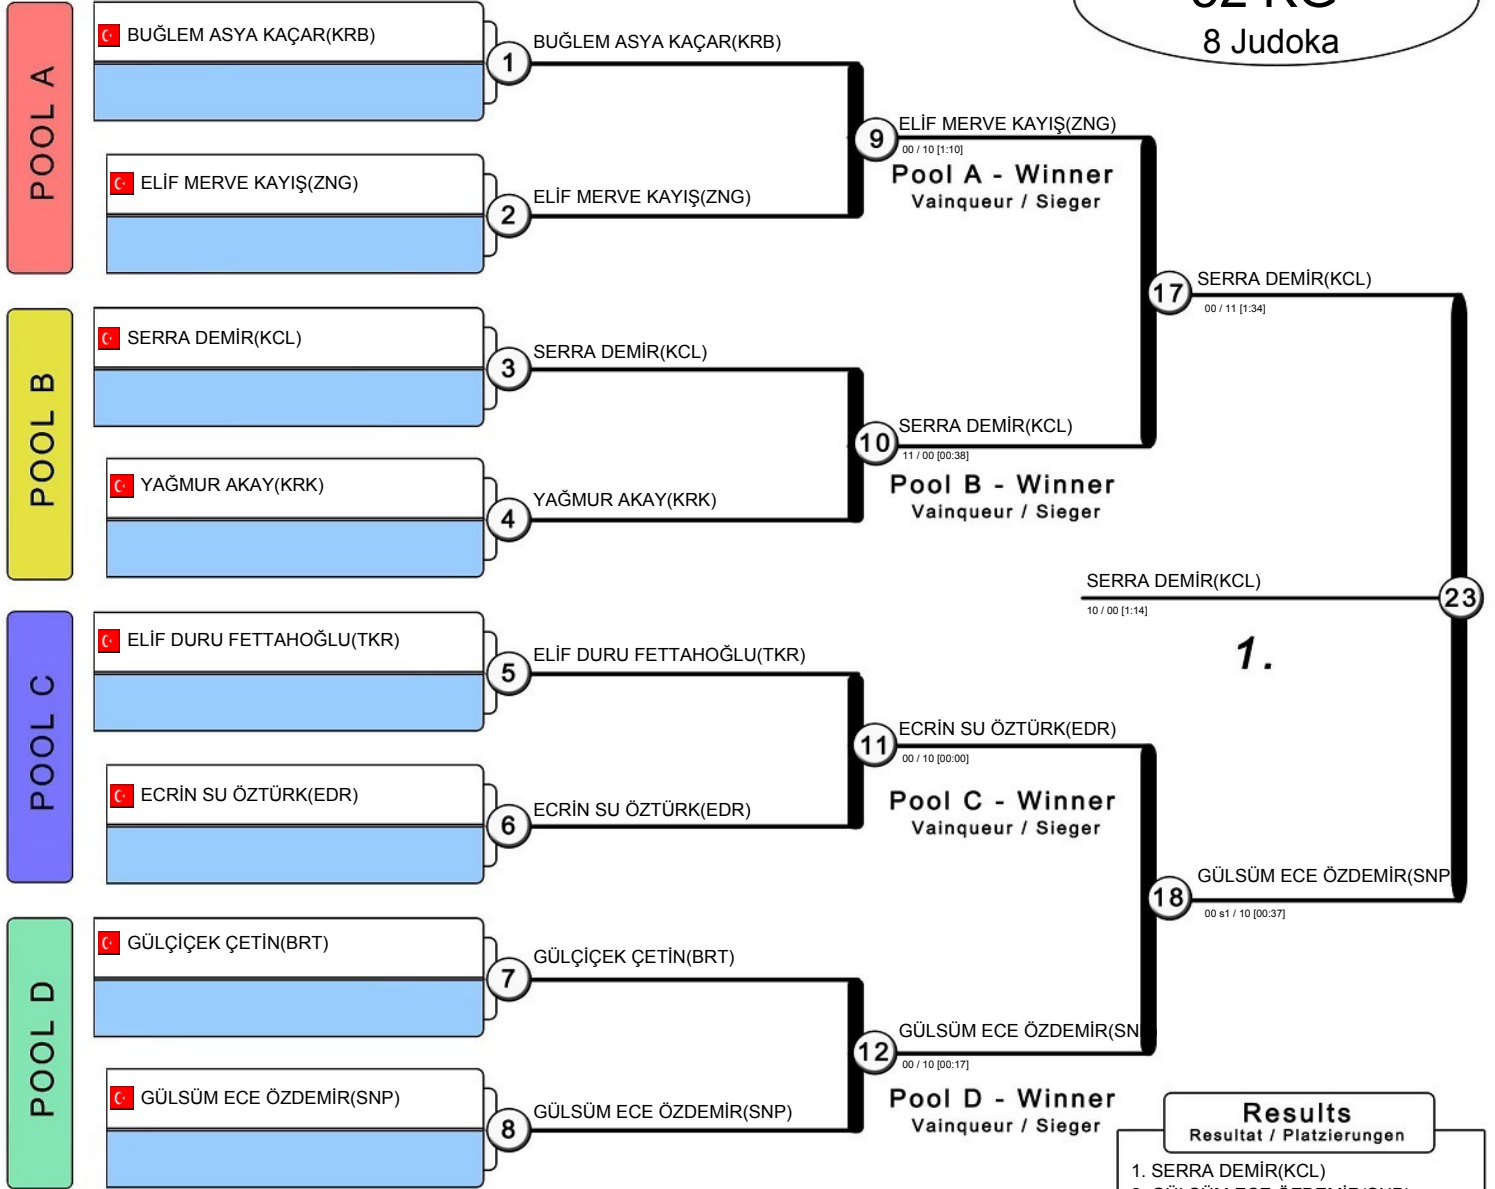 8 Judoka
POOL A
BUĞLEM ASYA KAÇAR(KRB)
1
BUĞLEM ASYA KAÇAR(KRB)
ELİF MERVE KAYIŞ(ZNG)
2
ELİF MERVE KAYIŞ(ZNG)
9
ELİF MERVE KAYIŞ(ZNG)
00 / 10 [1:10]
Pool A - Winner
Vainqueur / Sieger
POOL B
SERRA DEMİR(KCL)
3
SERRA DEMİR(KCL)
YAĞMUR AKAY(KRK)
4
YAĞMUR AKAY(KRK)
10
SERRA DEMİR(KCL)
11 / 00 [00:38]
Pool B - Winner
Vainqueur / Sieger
17
SERRA DEMİR(KCL)
00 / 11 [1:34]
POOL C
ELİF DURU FETTAHOĞLU(TKR)
5
ELİF DURU FETTAHOĞLU(TKR)
ECRİN SU ÖZTÜRK(EDR)
6
ECRİN SU ÖZTÜRK(EDR)
11
ECRİN SU ÖZTÜRK(EDR)
00 / 10 [00:00]
Pool C - Winner
Vainqueur / Sieger
POOL D
GÜLÇİÇEK ÇETİN(BRT)
7
GÜLÇİÇEK ÇETİN(BRT)
GÜLSÜM ECE ÖZDEMİR(SNP)
8
GÜLSÜM ECE ÖZDEMİR(SNP)
12
GÜLSÜM ECE ÖZDEMİR(SN
00 / 10 [00:17]
Pool D - Winner
Vainqueur / Sieger
18
GÜLSÜM ECE ÖZDEMİR(SNP
00 s1 / 10 [00:37]
SERRA DEMİR(KCL)
23
10 / 00 [1:14]
1.
Results
Resultat / Platzierungen
1. SERRA DEMİR(KCL)